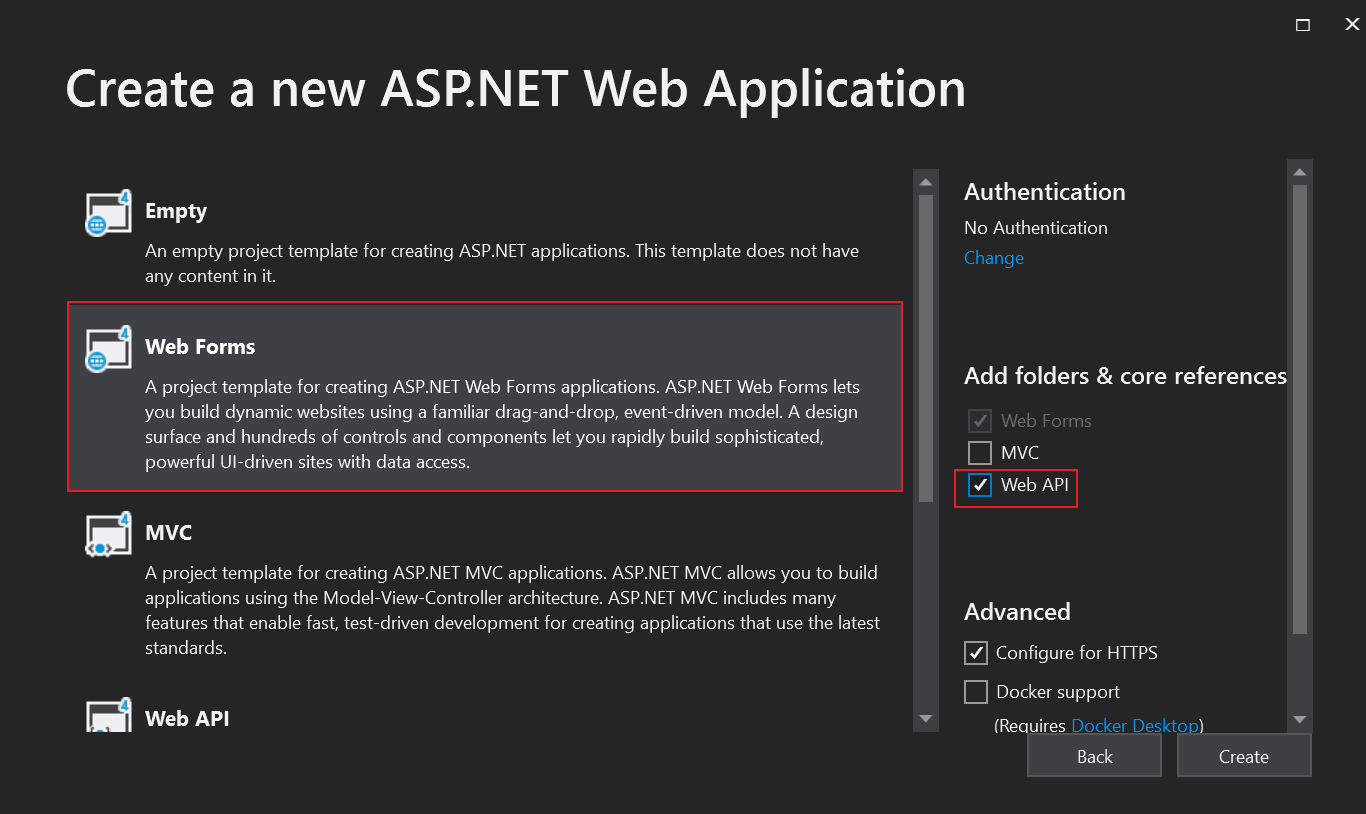 Create a new ASP.NET Web Application
4
Empty
An empty project template for creating ASP.NET applications. This template does not have
any content in it.
4
Web Forms
A project template for creating ASP.NET Web Forms applications. ASP.NET Web Forms lets
you build dynamic websites using a familiar drag-and-drop, event-driven model. A design
surface and hundreds of controls and components let you rapidly build sophisticated,
powerful UI-driven sites with data access.
4
MVC
A project template for creating ASP.NET MVC applications. ASP.NET MVC allows you to build
applications using the Model-View-Controller architecture. ASP.NET MVC includes many
features that enable fast, test-driven development for creating applications that use the latest
standards.
4
Web API
Authentication
No Authentication
Change
Add folders & core references
Web Forms
MVC
Web API
Advanced
Configure for HTTPS
Docker support
(Requires Docker Desktop)
Back
Create